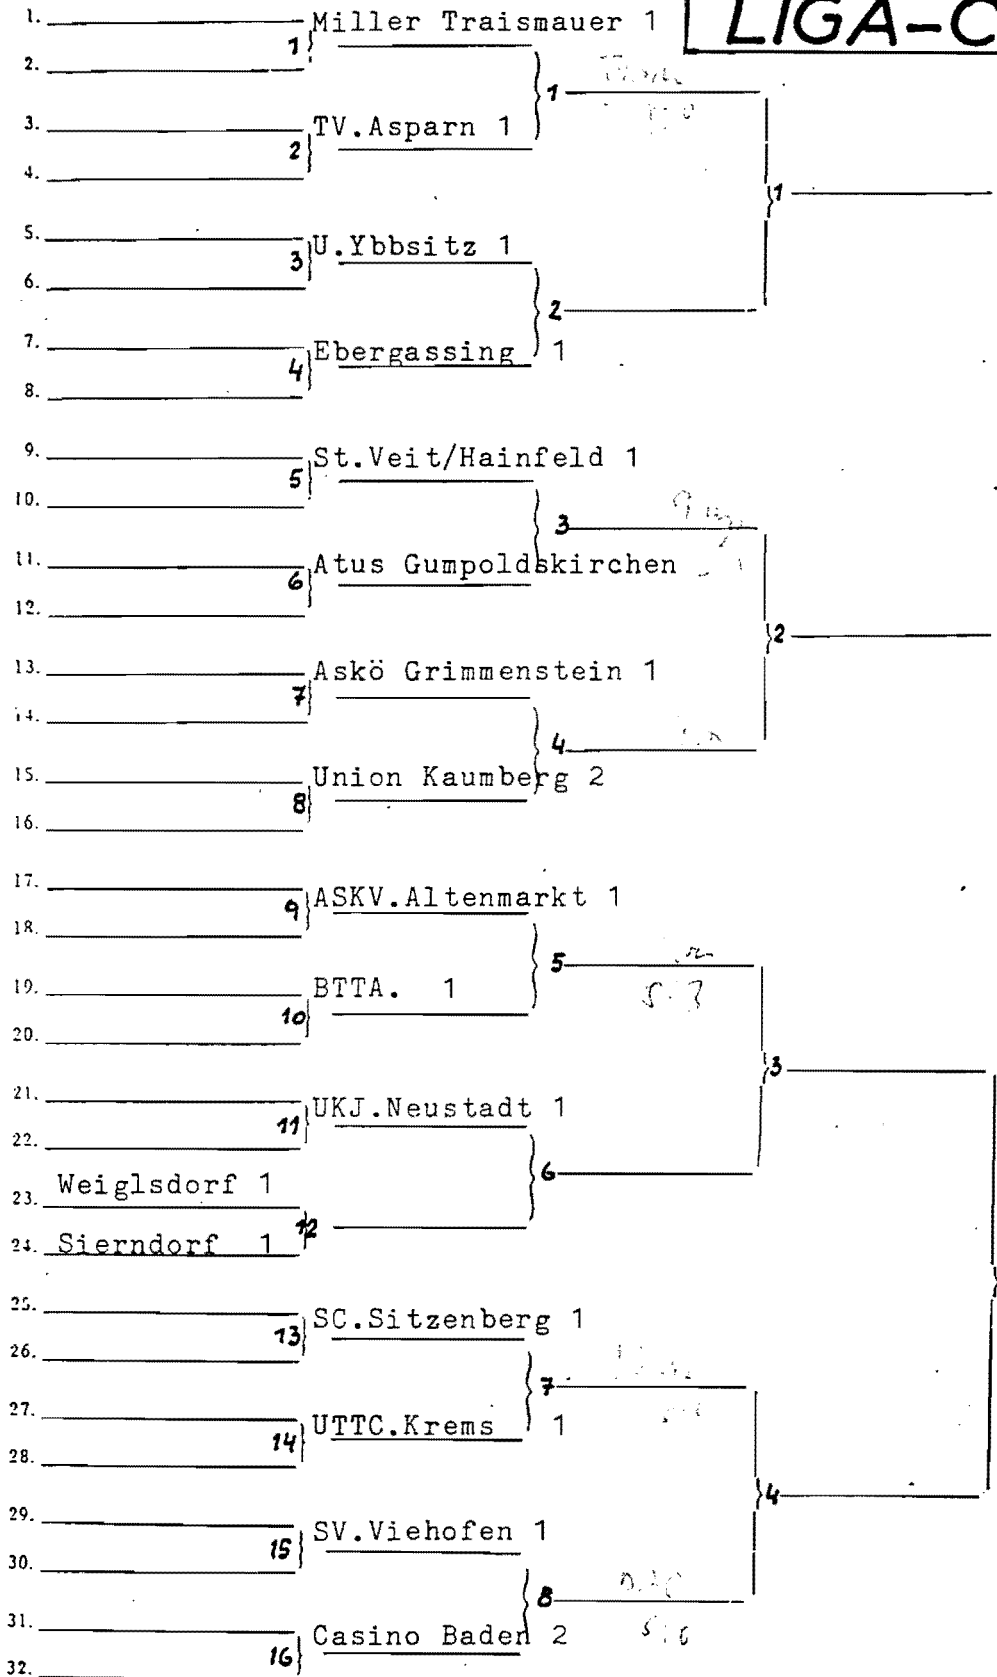 LIGA-C
1. Miller Traismauer 1
1
2.
1
3. TV.Asparn 1
2
4.
1
5. U.Ybbsitz 1
3
6.
2
7. Ebergassing 1
4
8.
9. St.Veit/Hainfeld 1
5
10.
3
11. Atus Gumpoldskirchen
6
12.
2
13. Askö Grimmenstein 1
7
14.
4
15. Union Kaumberg 2
8
16.
17. ASKV.Altenmarkt 1
9
18.
5
19. BTTA. 1
5:3
10
20.
3
21. UKJ.Neustadt 1
11
22.
6
23. Weiglsdorf 1
12
24. Sierndorf 1
25. SC.Sitzenberg 1
13
26.
7
27. UTTC.Krems 1
14
28.
4
29. SV.Viehofen 1
15
30.
8
31. Casino Baden 2
5:0
16
32.